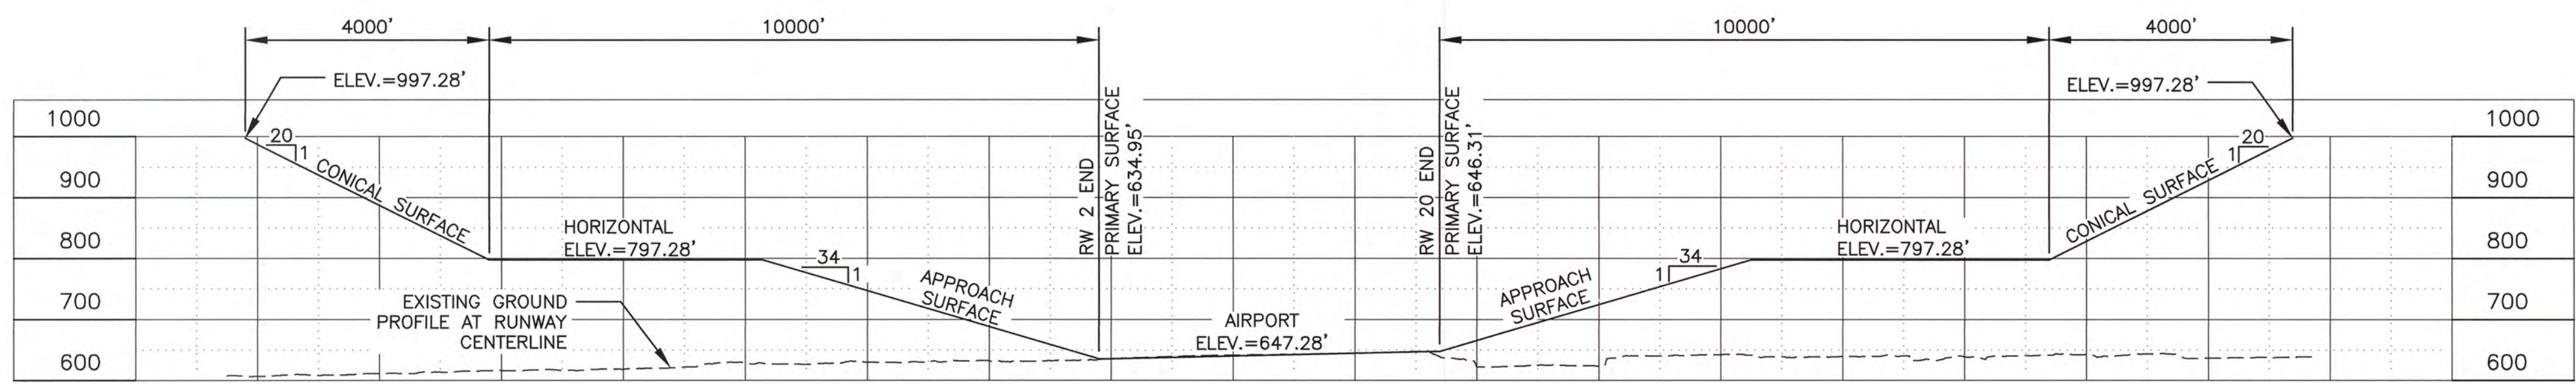 4000'
10000'
10000'
4000'
ELEV.=997.28'
ELEV.=997.28'
1000
1000
20
1
CONICAL SURFACE
RW 2 END
PRIMARY SURFACE
ELEV.=634.95'
RW 20 END
PRIMARY SURFACE
ELEV.=646.31'
20
1
CONICAL SURFACE
900
900
HORIZONTAL
ELEV.=797.28'
HORIZONTAL
ELEV.=797.28'
800
800
34
1
APPROACH
SURFACE
34
1
APPROACH
SURFACE
EXISTING GROUND
PROFILE AT RUNWAY
CENTERLINE
700
700
AIRPORT
ELEV.=647.28'
600
600